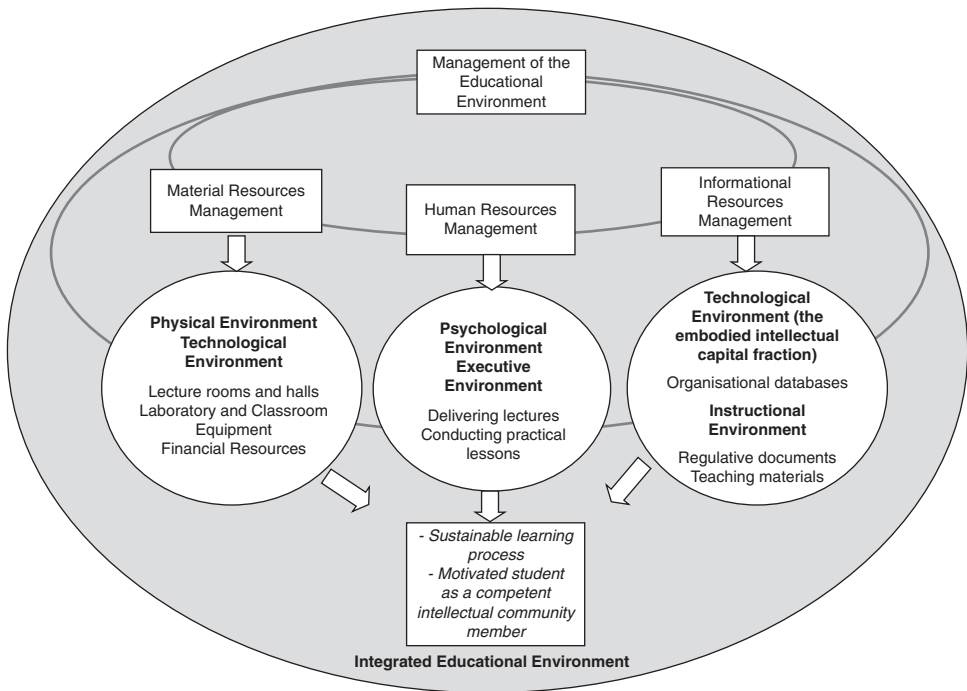 Management of the
Educational
Environment
Material Resources
Management
Human Resources
Management
Informational
Resources
Management
Physical Environment
Technological
Environment
Lecture rooms and halls
Laboratory and Classroom
Equipment
Financial Resources
Psychological
Environment
Executive
Environment
Delivering lectures
Conducting practical
lessons
Technological
Environment (the
embodied intellectual
capital fraction)
Organisational databases
Instructional
Environment
Regulative documents
Teaching materials
- Sustainable learning
process
- Motivated student
as a competent
intellectual community
member
Integrated Educational Environment